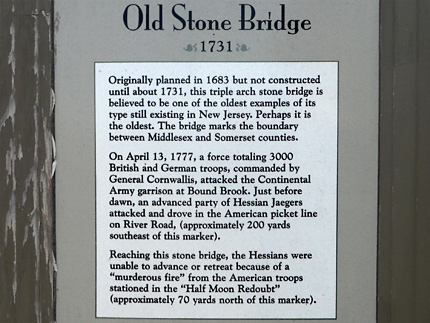 Old Stone Bridge
1731
Originally planned in 1683 but not constructed
until about 1731, this triple arch stone bridge is
believed to be one of the oldest examples of its
type still existing in New Jersey. Perhaps it is
the oldest. The bridge marks the boundary
between Middlesex and Somerset counties.
On April 13, 1777, a force totaling 3000
British and German troops, commanded by
General Cornwallis, attacked the Continental
Army garrison at Bound Brook. Just before
dawn, an advanced party of Hessian Jaegers
attacked and drove in the American picket line
on River Road, (approximately 200 yards
southeast of this marker).
Reaching this stone bridge, the Hessians were
unable to advance or retreat because of a
“murderous fire” from the American troops
stationed in the “Half Moon Redoubt”
(approximately 70 yards north of this marker).